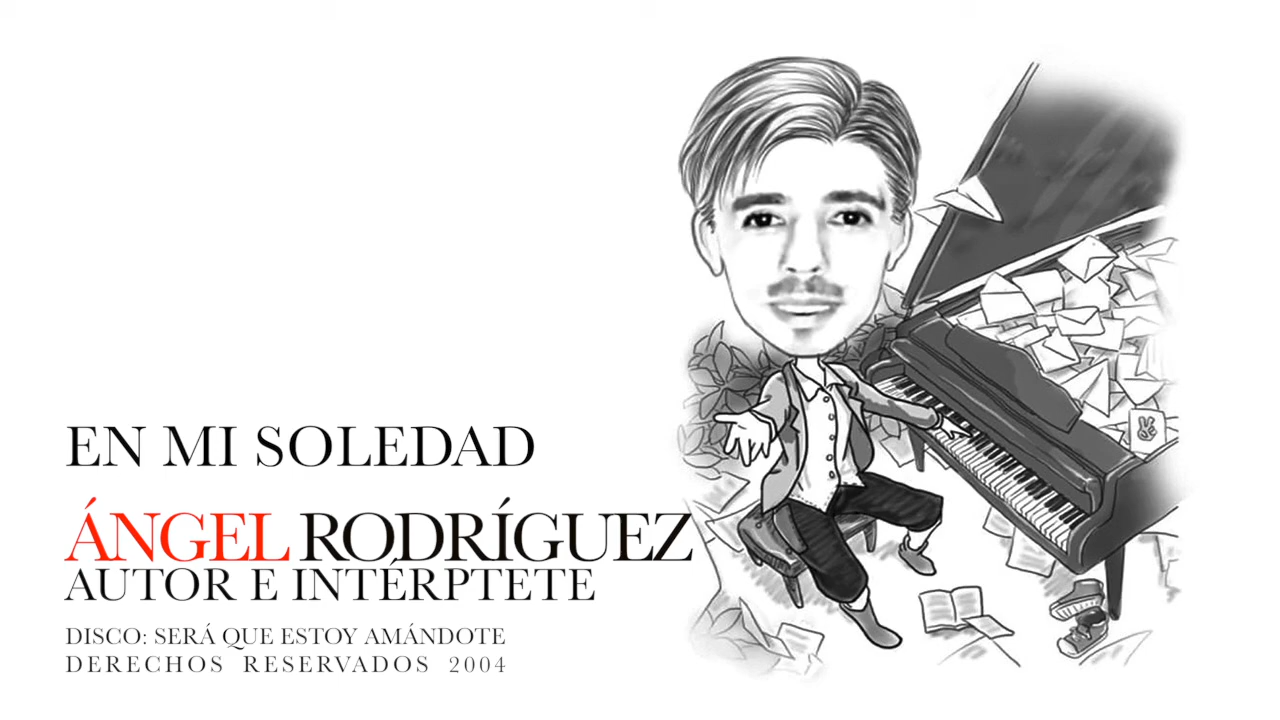 EN MI SOLEDAD
ÁNGEL RODRÍGUEZ
AUTOR E INTÉRPTETE
DISCO: SERÁ QUE ESTOY AMÁNDOTE
DERECHOS RESERVADOS 2004